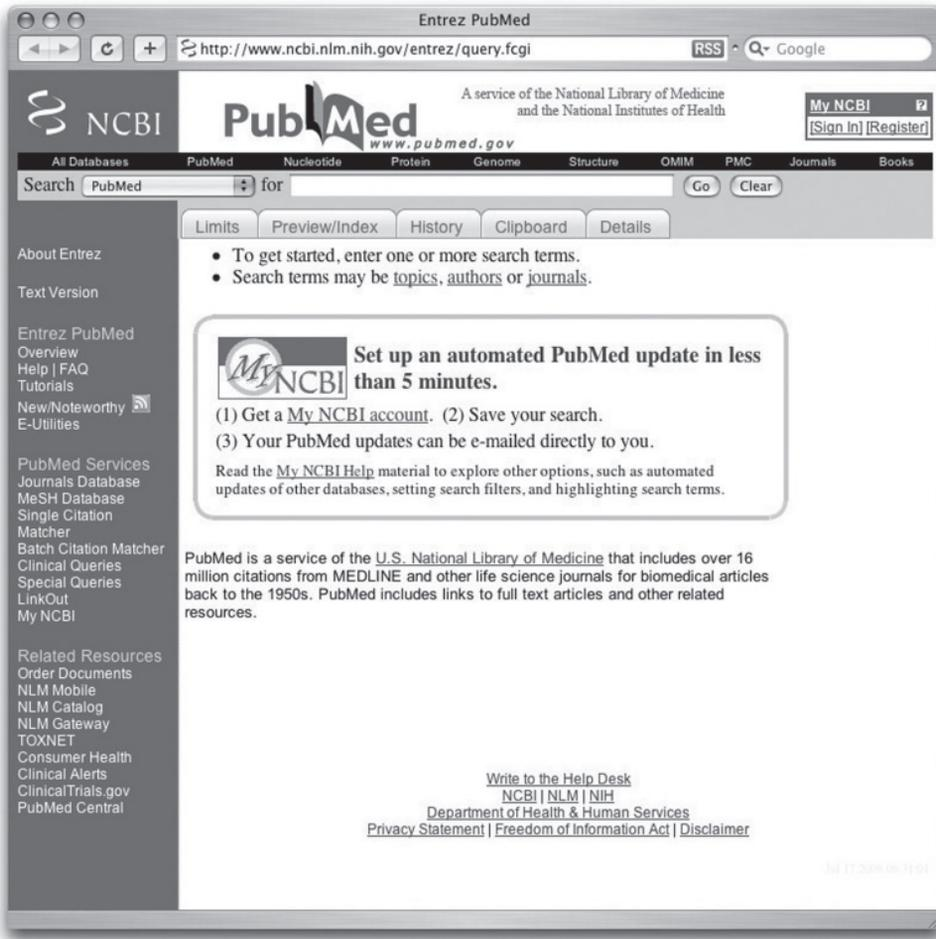 Entrez PubMed
http://www.ncbi.nlm.nih.gov/entrez/query.fcgi RSS Google
NCBI
PubMed
www.pubmed.gov
A service of the National Library of Medicine
and the National Institutes of Health
My NCBI ?
[Sign In] [Register]
All Databases PubMed Nucleotide Protein Genome Structure OMIM PMC Journals Books
Search PubMed for Go Clear
Limits Preview/Index History Clipboard Details
About Entrez
Text Version
Entrez PubMed
Overview
Help | FAQ
Tutorials
New/Noteworthy
E-Utilities
PubMed Services
Journals Database
MeSH Database
Single Citation
Matcher
Batch Citation Matcher
Clinical Queries
Special Queries
LinkOut
My NCBI
Related Resources
Order Documents
NLM Mobile
NLM Catalog
NLM Gateway
TOXNET
Consumer Health
Clinical Alerts
ClinicalTrials.gov
PubMed Central
• To get started, enter one or more search terms.
• Search terms may be topics, authors or journals.
My NCBI
Set up an automated PubMed update in less
than 5 minutes.
(1) Get a My NCBI account. (2) Save your search.
(3) Your PubMed updates can be e-mailed directly to you.
Read the My NCBI Help material to explore other options, such as automated
updates of other databases, setting search filters, and highlighting search terms.
PubMed is a service of the U.S. National Library of Medicine that includes over 16
million citations from MEDLINE and other life science journals for biomedical articles
back to the 1950s. PubMed includes links to full text articles and other related
resources.
Write to the Help Desk
NCBI | NLM | NIH
Department of Health & Human Services
Privacy Statement | Freedom of Information Act | Disclaimer